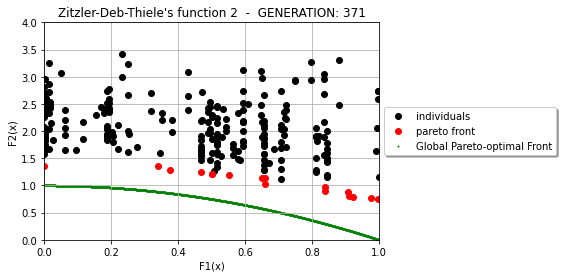 Zitzler-Deb-Thiele's function 2 - GENERATION: 371
4.0
3.5
3.0
2.5
2.0
1.5
1.0
0.5
0.0
F2(x)
0.0 0.2 0.4 0.6 0.8 1.0
F1(x)
individuals
pareto front
Global Pareto-optimal Front